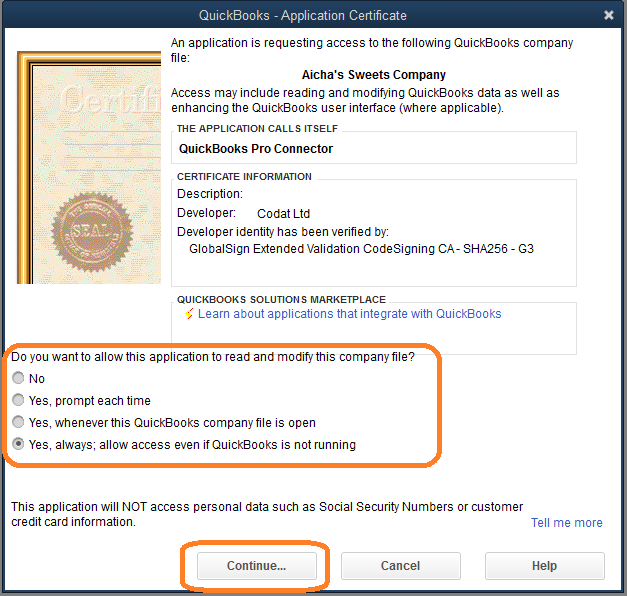 QuickBooks - Application Certificate
An application is requesting access to the following QuickBooks company
file:
Aicha's Sweets Company
Access may include reading and modifying QuickBooks data as well as
enhancing the QuickBooks user interface (where applicable).
Certifi
SEAL
THE APPLICATION CALLS ITSELF
QuickBooks Pro Connector
CERTIFICATE INFORMATION
Description:
Developer: Codat Ltd
Developer identity has been verified by:
GlobalSign Extended Validation CodeSigning CA - SHA256 - G3
QUICKBOOKS SOLUTIONS MARKETPLACE
Learn about applications that integrate with QuickBooks
Do you want to allow this application to read and modify this company file?
No
Yes, prompt each time
Yes, whenever this QuickBooks company file is open
Yes, always; allow access even if QuickBooks is not running
This application will NOT access personal data such as Social Security Numbers or customer
credit card information.
Tell me more
Continue...
Cancel
Help